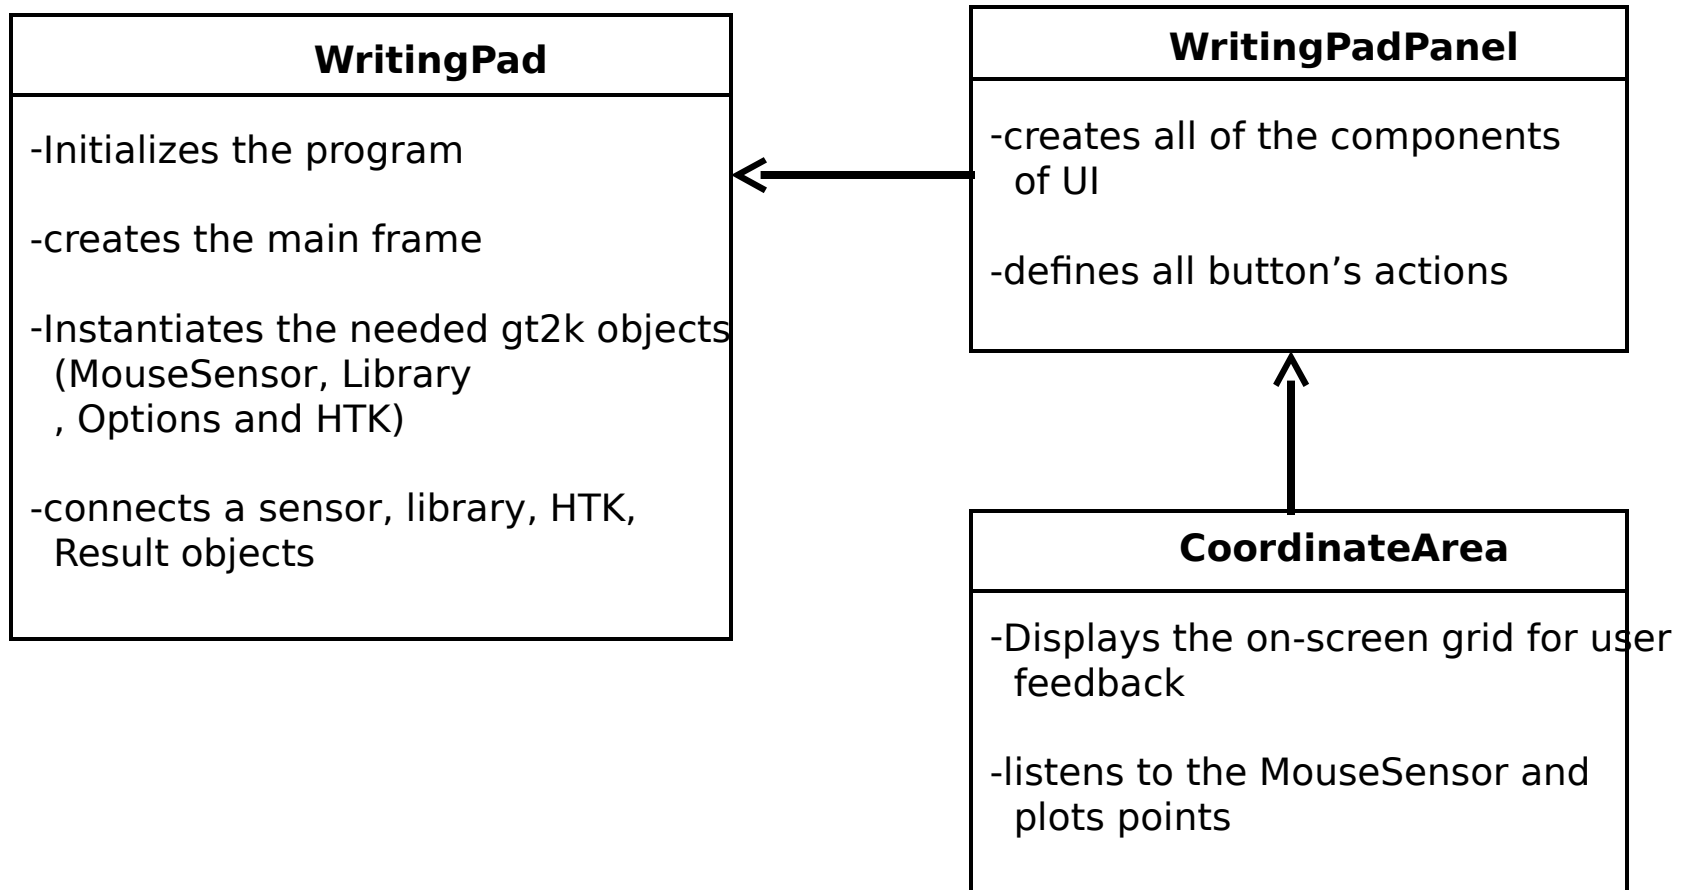 WritingPad
-Initializes the program
-creates the main frame
-Instantiates the needed gt2k objects
(MouseSensor, Library
, Options and HTK)
-connects a sensor, library, HTK,
Result objects
WritingPadPanel
-creates all of the components
of UI
-defines all button’s actions
CoordinateArea
-Displays the on-screen grid for user
feedback
-listens to the MouseSensor and
plots points